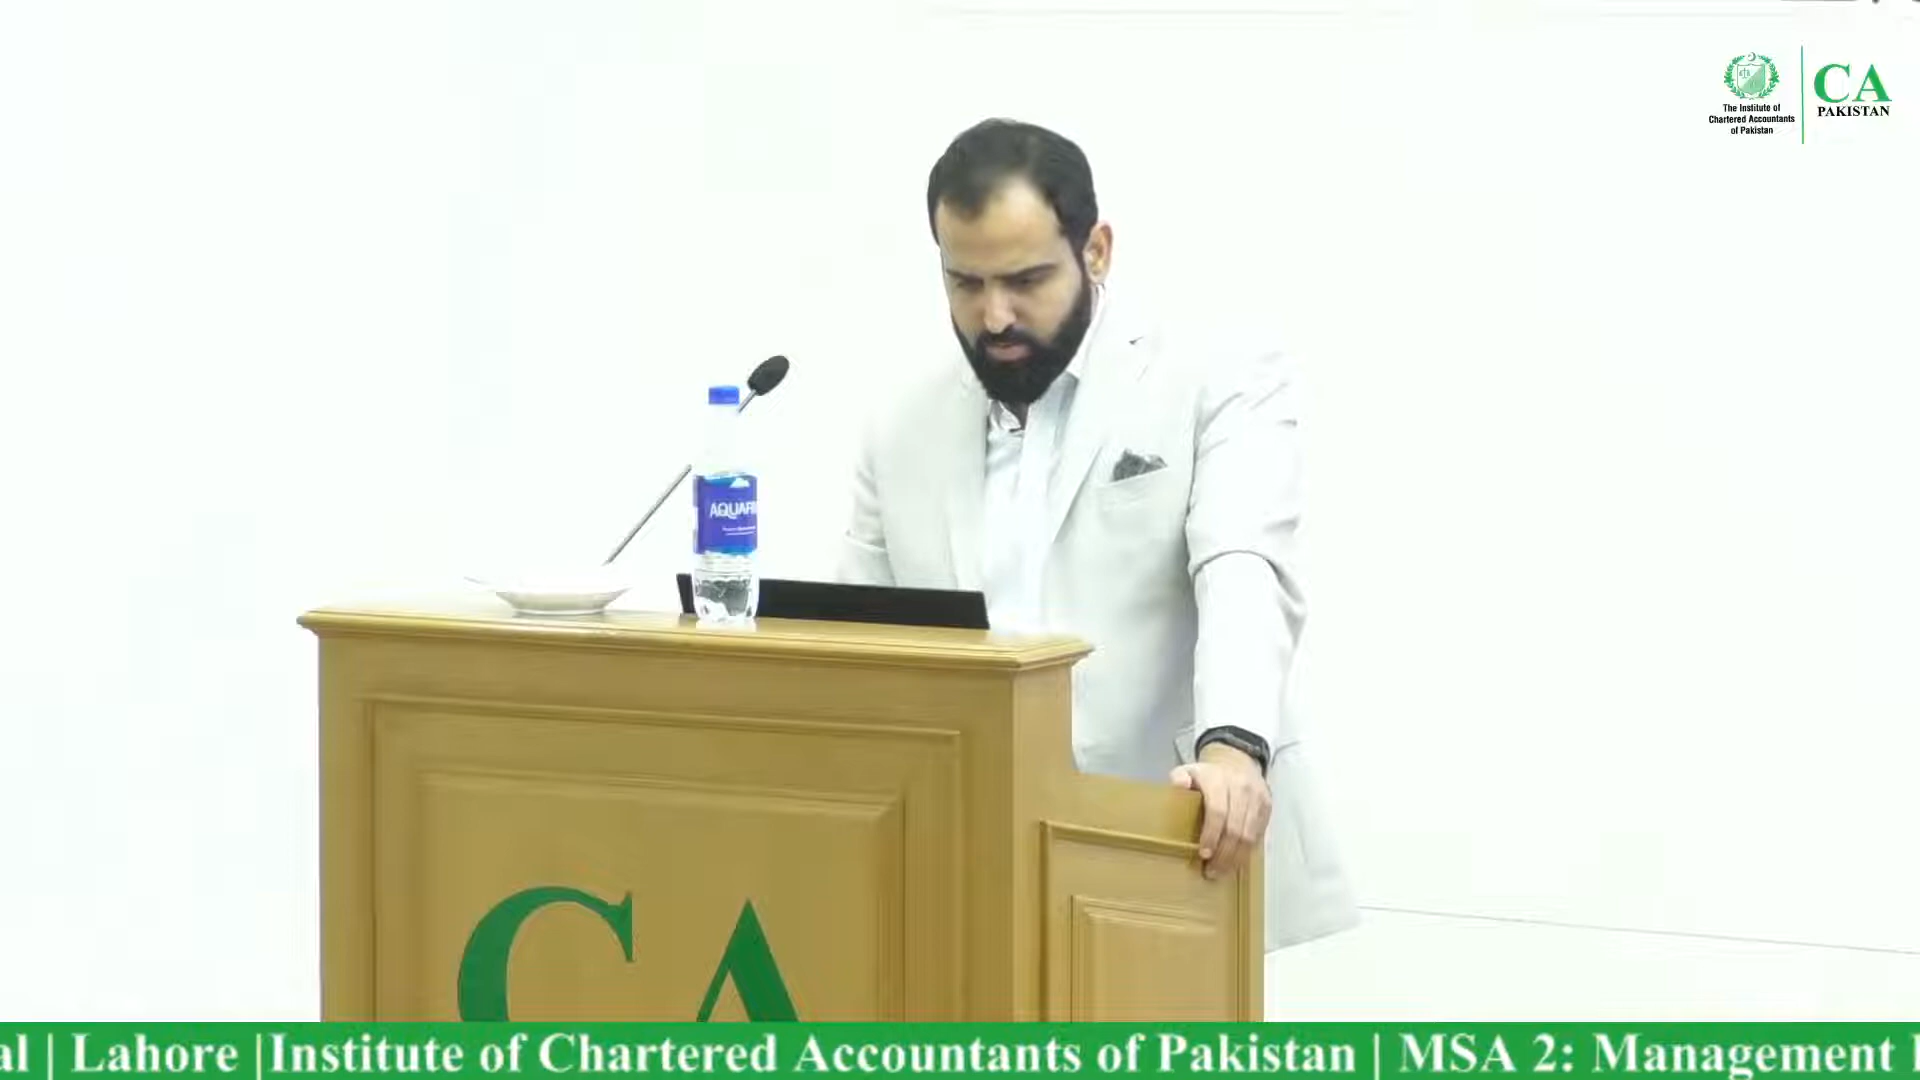 The Institute of
Chartered Accountants
of Pakistan
CA
PAKISTAN
CA
al | Lahore |Institute of Chartered Accountants of Pakistan | MSA 2: Management